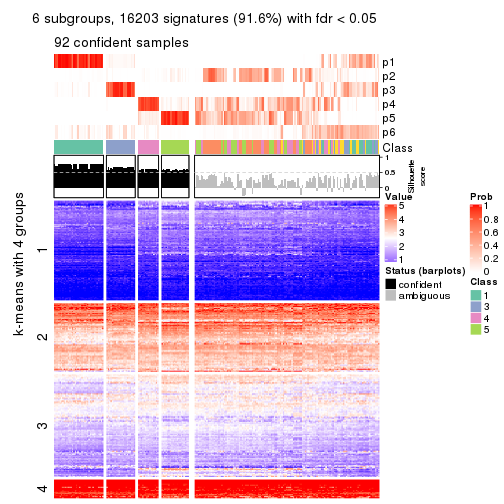 6 subgroups, 16203 signatures (91.6%) with fdr < 0.05
92 confident samples
p1
p2
p3
p4
p5
p6
Class
1
0.5
0
Silhouette
score
k-means with 4 groups
1
2
3
4
Value
5
4
3
2
1
Status (barplots)
confident
ambiguous
Prob
1
0.8
0.6
0.4
0.2
0
Class
1
3
4
5